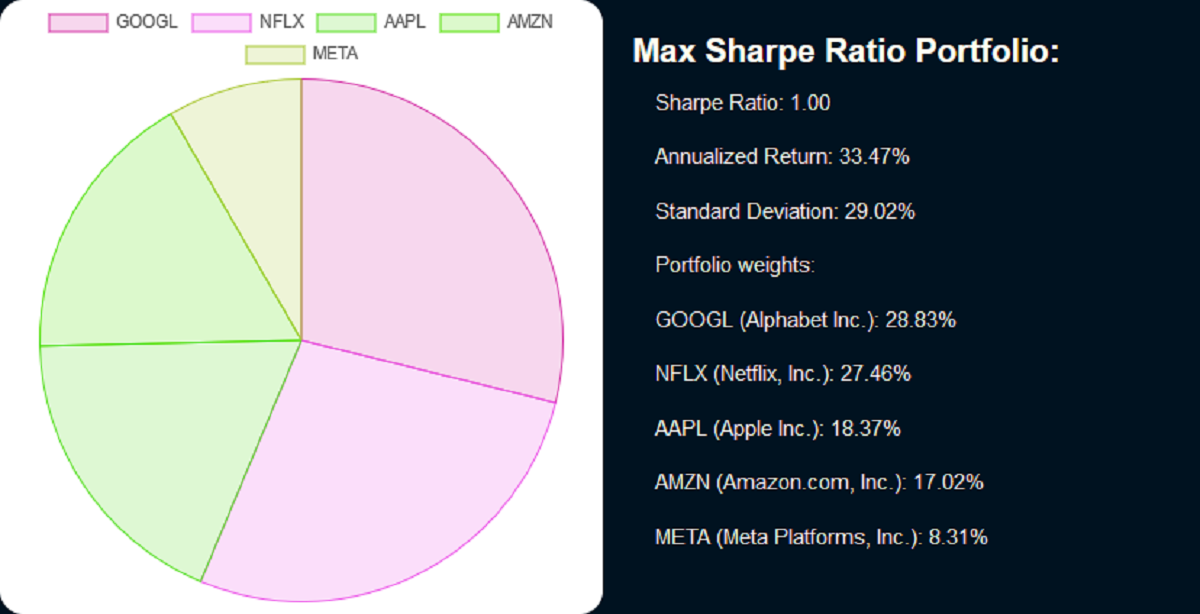 GOOGL NFLX AAPL AMZN
META
Max Sharpe Ratio Portfolio:
Sharpe Ratio: 1.00
Annualized Return: 33.47%
Standard Deviation: 29.02%
Portfolio weights:
GOOGL (Alphabet Inc.): 28.83%
NFLX (Netflix, Inc.): 27.46%
AAPL (Apple Inc.): 18.37%
AMZN (Amazon.com, Inc.): 17.02%
META (Meta Platforms, Inc.): 8.31%